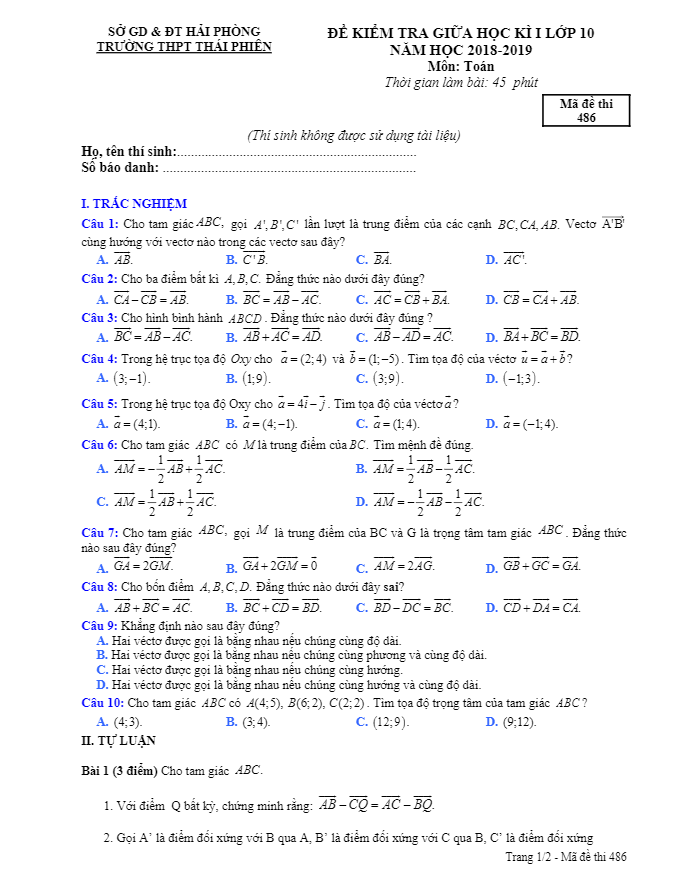 SỞ GD & ĐT HẢI PHÒNG
TRƯỜNG THPT THÁI PHIÊN
ĐỀ KIỂM TRA GIỮA HỌC KÌ I LỚP 10
NĂM HỌC 2018-2019
Môn: Toán
Thời gian làm bài: 45 phút
Mã đề thi
486
(Thí sinh không được sử dụng tài liệu)
Họ, tên thí sinh:.....................................................................
Số báo danh: .........................................................................
I. TRẮC NGHIỆM
Câu 1: Cho tam giác ABC, gọi A', B', C' lần lượt là trung điểm của các cạnh BC, CA, AB. Vectơ $\overrightarrow{A'B'}$
cùng hướng với vectơ nào trong các vectơ sau đây?
A. $\overrightarrow{AB}$. B. $\overrightarrow{C'B}$. C. $\overrightarrow{BA}$. D. $\overrightarrow{AC'}$.
Câu 2: Cho ba điểm bất kì A, B, C. Đẳng thức nào dưới đây đúng?
A. $\overrightarrow{CA}-\overrightarrow{CB}=\overrightarrow{AB}$. B. $\overrightarrow{BC}=\overrightarrow{AB}-\overrightarrow{AC}$. C. $\overrightarrow{AC}=\overrightarrow{CB}+\overrightarrow{BA}$. D. $\overrightarrow{CB}=\overrightarrow{CA}+\overrightarrow{AB}$.
Câu 3: Cho hình bình hành ABCD . Đẳng thức nào dưới đây đúng ?
A. $\overrightarrow{BC}=\overrightarrow{AB}-\overrightarrow{AC}$. B. $\overrightarrow{AB}+\overrightarrow{AC}=\overrightarrow{AD}$. C. $\overrightarrow{AB}-\overrightarrow{AD}=\overrightarrow{AC}$. D. $\overrightarrow{BA}+\overrightarrow{BC}=\overrightarrow{BD}$.
Câu 4: Trong hệ trục tọa độ Oxy cho $\vec{a}=(2;4)$ và $\vec{b}=(1;-5)$. Tìm tọa độ của véctơ $\vec{u}=\vec{a}+\vec{b}$?
A. (3;−1). B. (1;9). C. (3;9). D. (−1;3).
Câu 5: Trong hệ trục tọa độ Oxy cho $\vec{a}=4\vec{i}-\vec{j}$. Tìm tọa độ của véctơ $\vec{a}$?
A. $\vec{a}=(4;1)$. B. $\vec{a}=(4;-1)$. C. $\vec{a}=(1;4)$. D. $\vec{a}=(-1;4)$.
Câu 6: Cho tam giác ABC có M là trung điểm của BC. Tìm mệnh đề đúng.
A. $\overrightarrow{AM}=-\frac{1}{2}\overrightarrow{AB}+\frac{1}{2}\overrightarrow{AC}$. B. $\overrightarrow{AM}=\frac{1}{2}\overrightarrow{AB}-\frac{1}{2}\overrightarrow{AC}$.
C. $\overrightarrow{AM}=\frac{1}{2}\overrightarrow{AB}+\frac{1}{2}\overrightarrow{AC}$. D. $\overrightarrow{AM}=-\frac{1}{2}\overrightarrow{AB}-\frac{1}{2}\overrightarrow{AC}$.
Câu 7: Cho tam giác ABC, gọi M là trung điểm của BC và G là trọng tâm tam giác ABC . Đẳng thức
nào sau đây đúng?
A. $\overrightarrow{GA}=2\overrightarrow{GM}$. B. $\overrightarrow{GA}+2\overrightarrow{GM}=\vec{0}$ C. $\overrightarrow{AM}=2\overrightarrow{AG}$. D. $\overrightarrow{GB}+\overrightarrow{GC}=\overrightarrow{GA}$.
Câu 8: Cho bốn điểm A, B, C, D. Đẳng thức nào dưới đây sai?
A. $\overrightarrow{AB}+\overrightarrow{BC}=\overrightarrow{AC}$. B. $\overrightarrow{BC}+\overrightarrow{CD}=\overrightarrow{BD}$. C. $\overrightarrow{BD}-\overrightarrow{DC}=\overrightarrow{BC}$. D. $\overrightarrow{CD}+\overrightarrow{DA}=\overrightarrow{CA}$.
Câu 9: Khẳng định nào sau đây đúng?
A. Hai véctơ được gọi là bằng nhau nếu chúng cùng độ dài.
B. Hai véctơ được gọi là bằng nhau nếu chúng cùng phương và cùng độ dài.
C. Hai véctơ được gọi là bằng nhau nếu chúng cùng hướng.
D. Hai véctơ được gọi là bằng nhau nếu chúng cùng hướng và cùng độ dài.
Câu 10: Cho tam giác ABC có A(4;5), B(6;2), C(2;2). Tìm tọa độ trọng tâm của tam giác ABC?
A. (4;3). B. (3;4). C. (12;9). D. (9;12).
II. TỰ LUẬN
Bài 1 (3 điểm) Cho tam giác ABC.
1. Với điểm Q bất kỳ, chứng minh rằng: $\overrightarrow{AB}-\overrightarrow{CQ}=\overrightarrow{AC}-\overrightarrow{BQ}$.
2. Gọi A’ là điểm đối xứng với B qua A, B’ là điểm đối xứng với C qua B, C’ là điểm đối xứng
Trang 1/2 - Mã đề thi 486